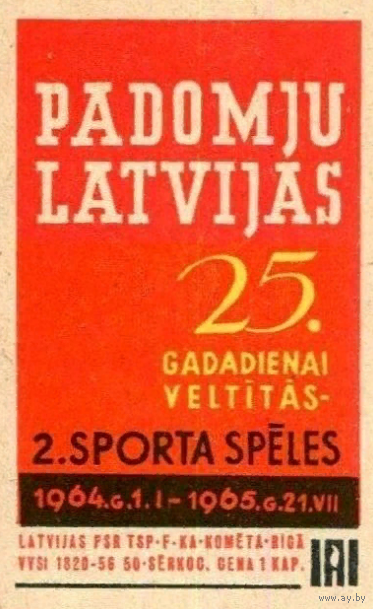 PADOMJU
LATVIJAS
25.
GADADIENAI
VELTĪTĀS-
2. SPORTA SPĒLES
1964.G.1.I-1965.G.21.VII
LATVIJAS PSR TSP·F-KA·KOMĒTA·RĪGĀ
VVSI 1820-56 50·SĒRKOC. CENA 1 KAP.
www.ay.by